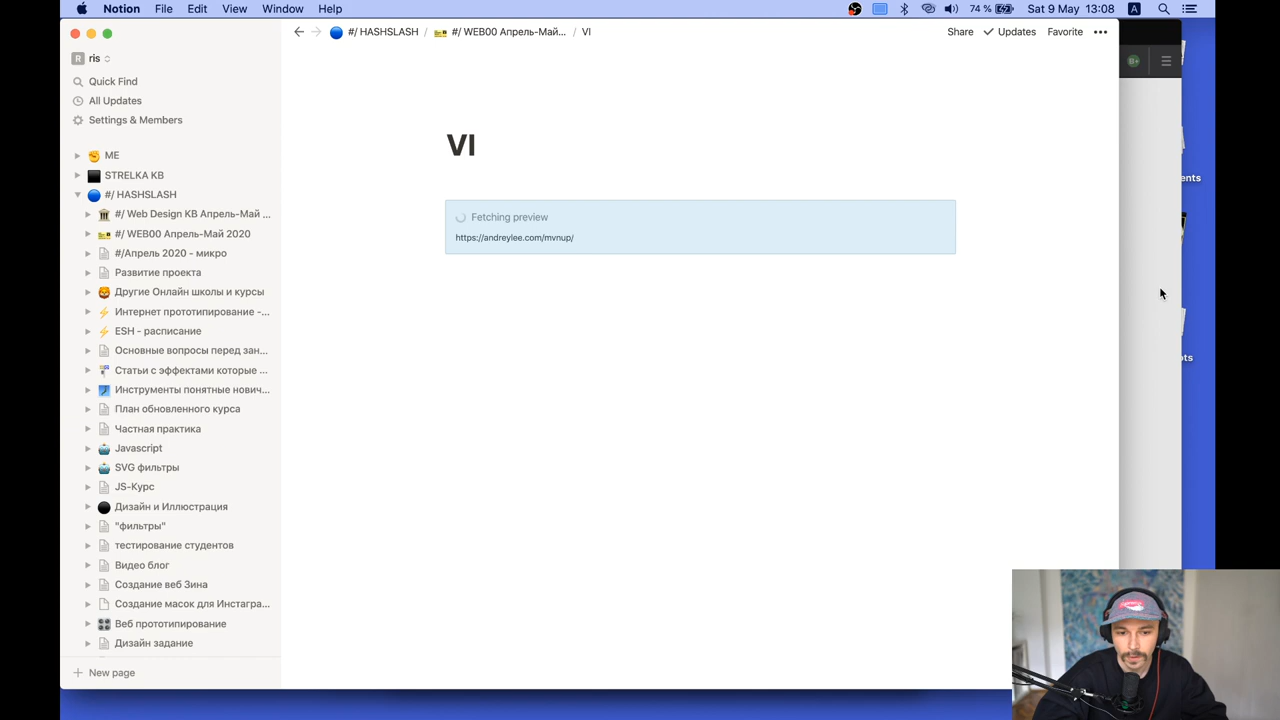 Notion File Edit View Window Help 74 % Sat 9 May 13:08 A
#/ HASHSLASH / #/ WEB00 Апрель-Май... / VI Share Updates Favorite •••
R ris
Quick Find
All Updates
Settings & Members
ME
STRELKA KB
#/ HASHSLASH
#/ Web Design KB Апрель-Май ...
#/ WEB00 Апрель-Май 2020
#/Апрель 2020 - микро
Развитие проекта
Другие Онлайн школы и курсы
Интернет прототипирование -...
ESH - расписание
Основные вопросы перед зан...
Статьи с эффектами которые ...
Инструменты понятные нович...
План обновленного курса
Частная практика
Javascript
SVG фильтры
JS-Курс
Дизайн и Иллюстрация
"фильтры"
тестирование студентов
Видео блог
Создание веб Зина
Создание масок для Инстагра...
Веб прототипирование
Дизайн задание
New page
VI
Fetching preview
https://andreylee.com/mvnup/
B+
ents
ots